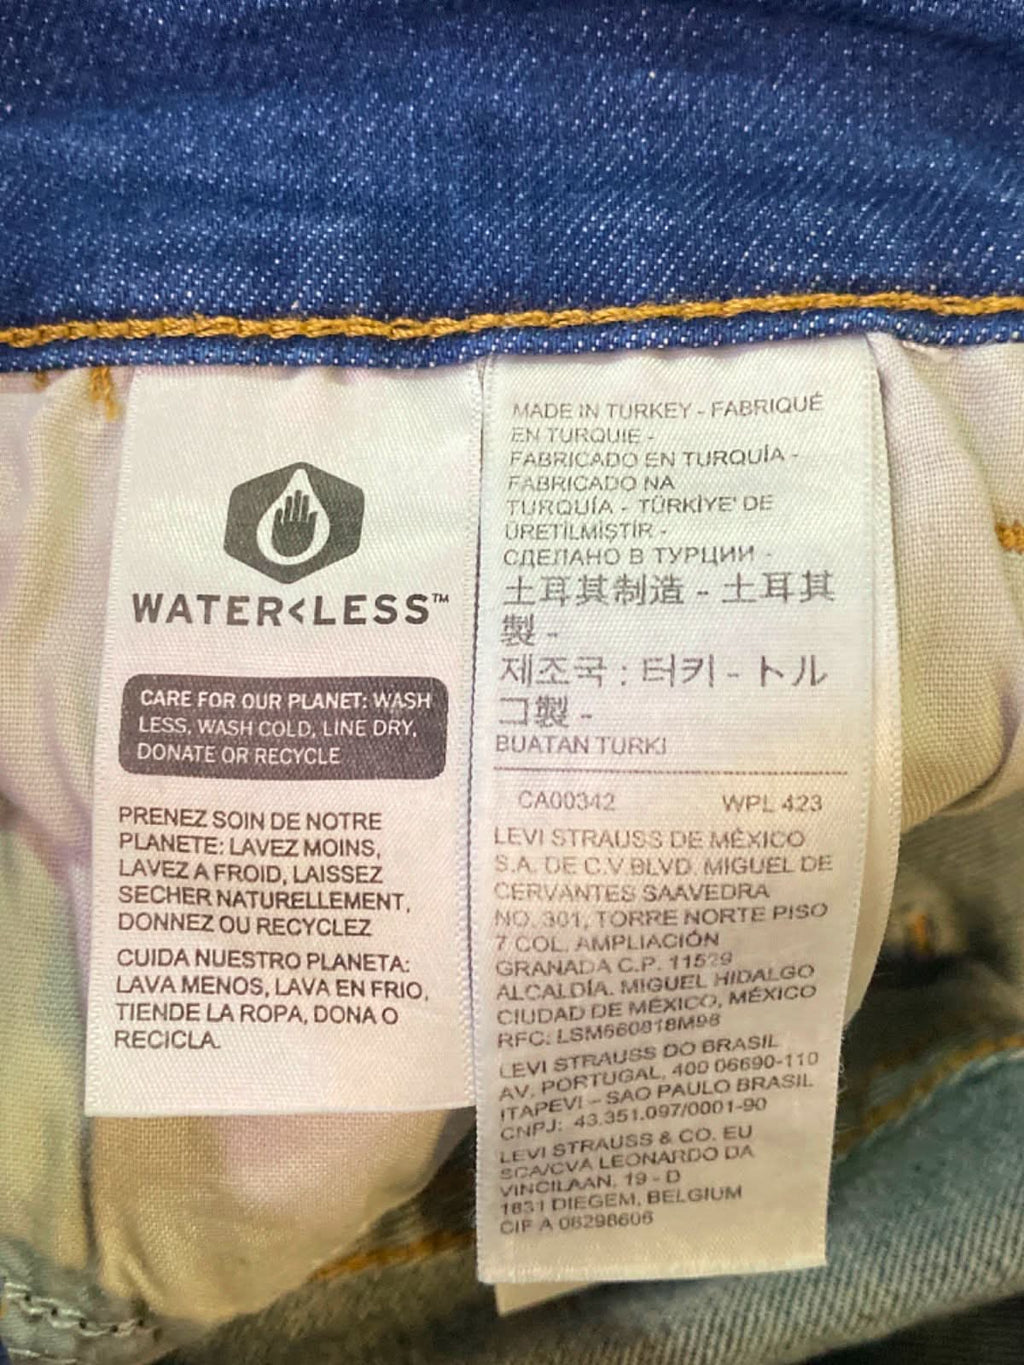 WATER<LESS™
CARE FOR OUR PLANET: WASH
LESS, WASH COLD, LINE DRY,
DONATE OR RECYCLE
PRENEZ SOIN DE NOTRE
PLANETE: LAVEZ MOINS,
LAVEZ A FROID, LAISSEZ
SECHER NATURELLEMENT,
DONNEZ OU RECYCLEZ
CUIDA NUESTRO PLANETA:
LAVA MENOS, LAVA EN FRIO,
TIENDE LA ROPA, DONA O
RECICLA.
MADE IN TURKEY - FABRIQUÉ
EN TURQUIE -
FABRICADO EN TURQUÍA -
FABRICADO NA
TURQUIA - TÜRKİYE' DE
ÜRETİLMİŞTİR -
СДЕЛАНО В ТУРЦИИ -
土耳其制造 - 土耳其
製 -
제조국 : 터키 - トル
コ製 -
BUATAN TURKI
CA00342 WPL 423
LEVI STRAUSS DE MÉXICO
S.A. DE C.V.BLVD. MIGUEL DE
CERVANTES SAAVEDRA
NO. 301, TORRE NORTE PISO
7 COL. AMPLIACIÓN
GRANADA C.P. 11529
ALCALDÍA. MIGUEL HIDALGO
CIUDAD DE MÉXICO, MÉXICO
RFC: LSM660818M98
LEVI STRAUSS DO BRASIL
AV. PORTUGAL, 400 06690-110
ITAPEVI – SAO PAULO BRASIL
CNPJ: 43.351.097/0001-90
LEVI STRAUSS & CO. EU
SCA/CVA LEONARDO DA
VINCILAAN, 19 - D
1831 DIEGEM, BELGIUM
CIF A 08298606